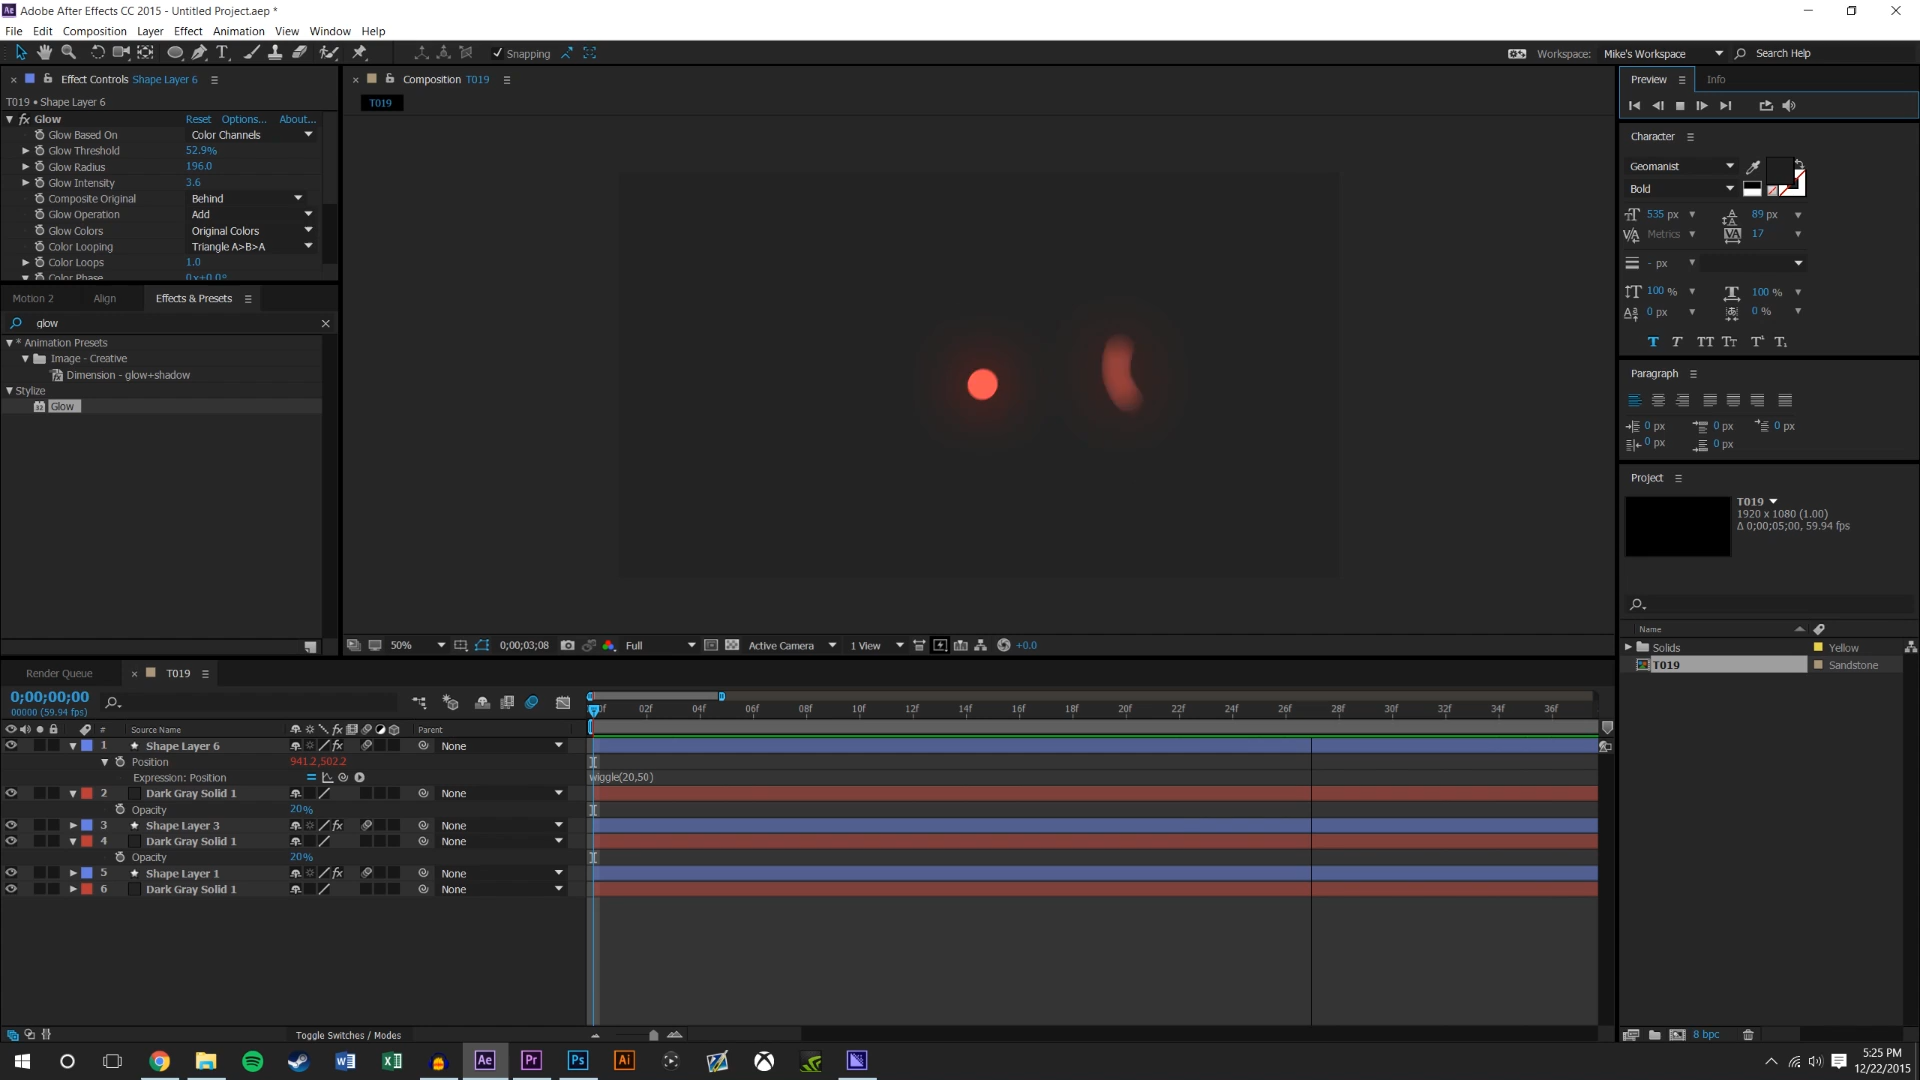 Adobe After Effects CC 2015 - Untitled Project.aep *
File Edit Composition Layer Effect Animation View Window Help
Snapping
Workspace: Mike's Workspace
Search Help
Effect Controls Shape Layer 6
T019 • Shape Layer 6
fx Glow Reset Options... About...
Glow Based On Color Channels
Glow Threshold 52.9%
Glow Radius 196.0
Glow Intensity 3.6
Composite Original Behind
Glow Operation Add
Glow Colors Original Colors
Color Looping Triangle A>B>A
Color Loops 1.0
Color Phase 0x+0.0°
Motion 2 Align Effects & Presets
glow
* Animation Presets
Image - Creative
Dimension - glow+shadow
Stylize
Glow
Composition T019
T019
50% 0;00;03;08 Full Active Camera 1 View +0.0
Preview Info
Character
Geomanist
Bold
535 px 89 px
Metrics 17
- px
100 % 100 %
0 px 0 %
Paragraph
0 px 0 px 0 px
0 px 0 px
Project
T019
1920 x 1080 (1.00)
Δ 0;00;05;00, 59.94 fps
Name
Solids Yellow
T019 Sandstone
8 bpc
Render Queue T019
0;00;00;00
00000 (59.94 fps)
02f 04f 06f 08f 10f 12f 14f 16f 18f 20f 22f 24f 26f 28f 30f 32f 34f 36f
# Source Name Parent
1 Shape Layer 6 None
Position 941.2,502.2
Expression: Position wiggle(20,50)
2 Dark Gray Solid 1 None
Opacity 20%
3 Shape Layer 3 None
4 Dark Gray Solid 1 None
Opacity 20%
5 Shape Layer 1 None
6 Dark Gray Solid 1 None
Toggle Switches / Modes
5:25 PM
12/22/2015